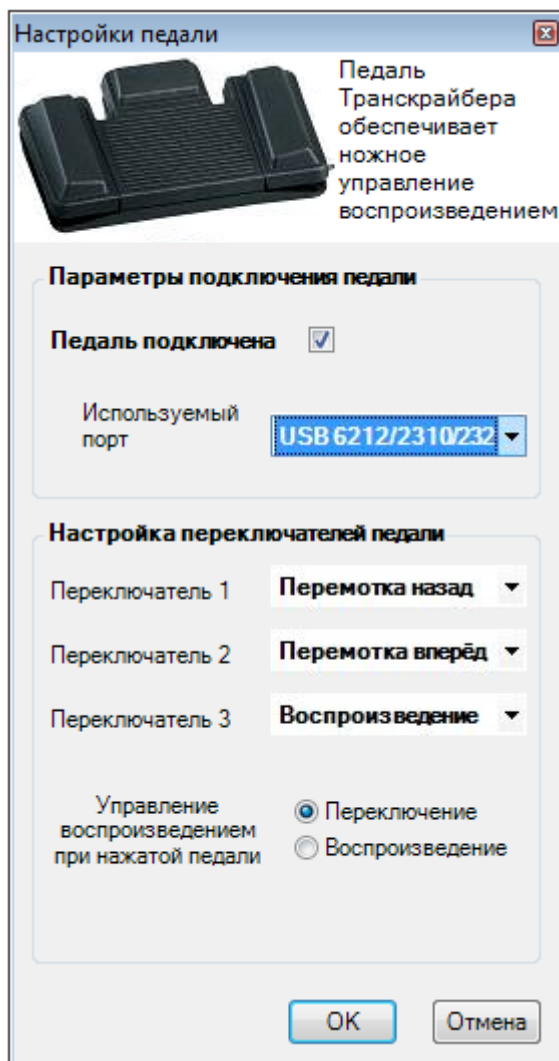 Настройки педали
Педаль
Транскрайбера
обеспечивает
ножное
управление
воспроизведением
Параметры подключения педали
Педаль подключена
Используемый
порт
USB 6212/2310/232
Настройка переключателей педали
Переключатель 1
Перемотка назад
Переключатель 2
Перемотка вперёд
Переключатель 3
Воспроизведение
Управление
воспроизведением
при нажатой педали
Переключение
Воспроизведение
OK
Отмена